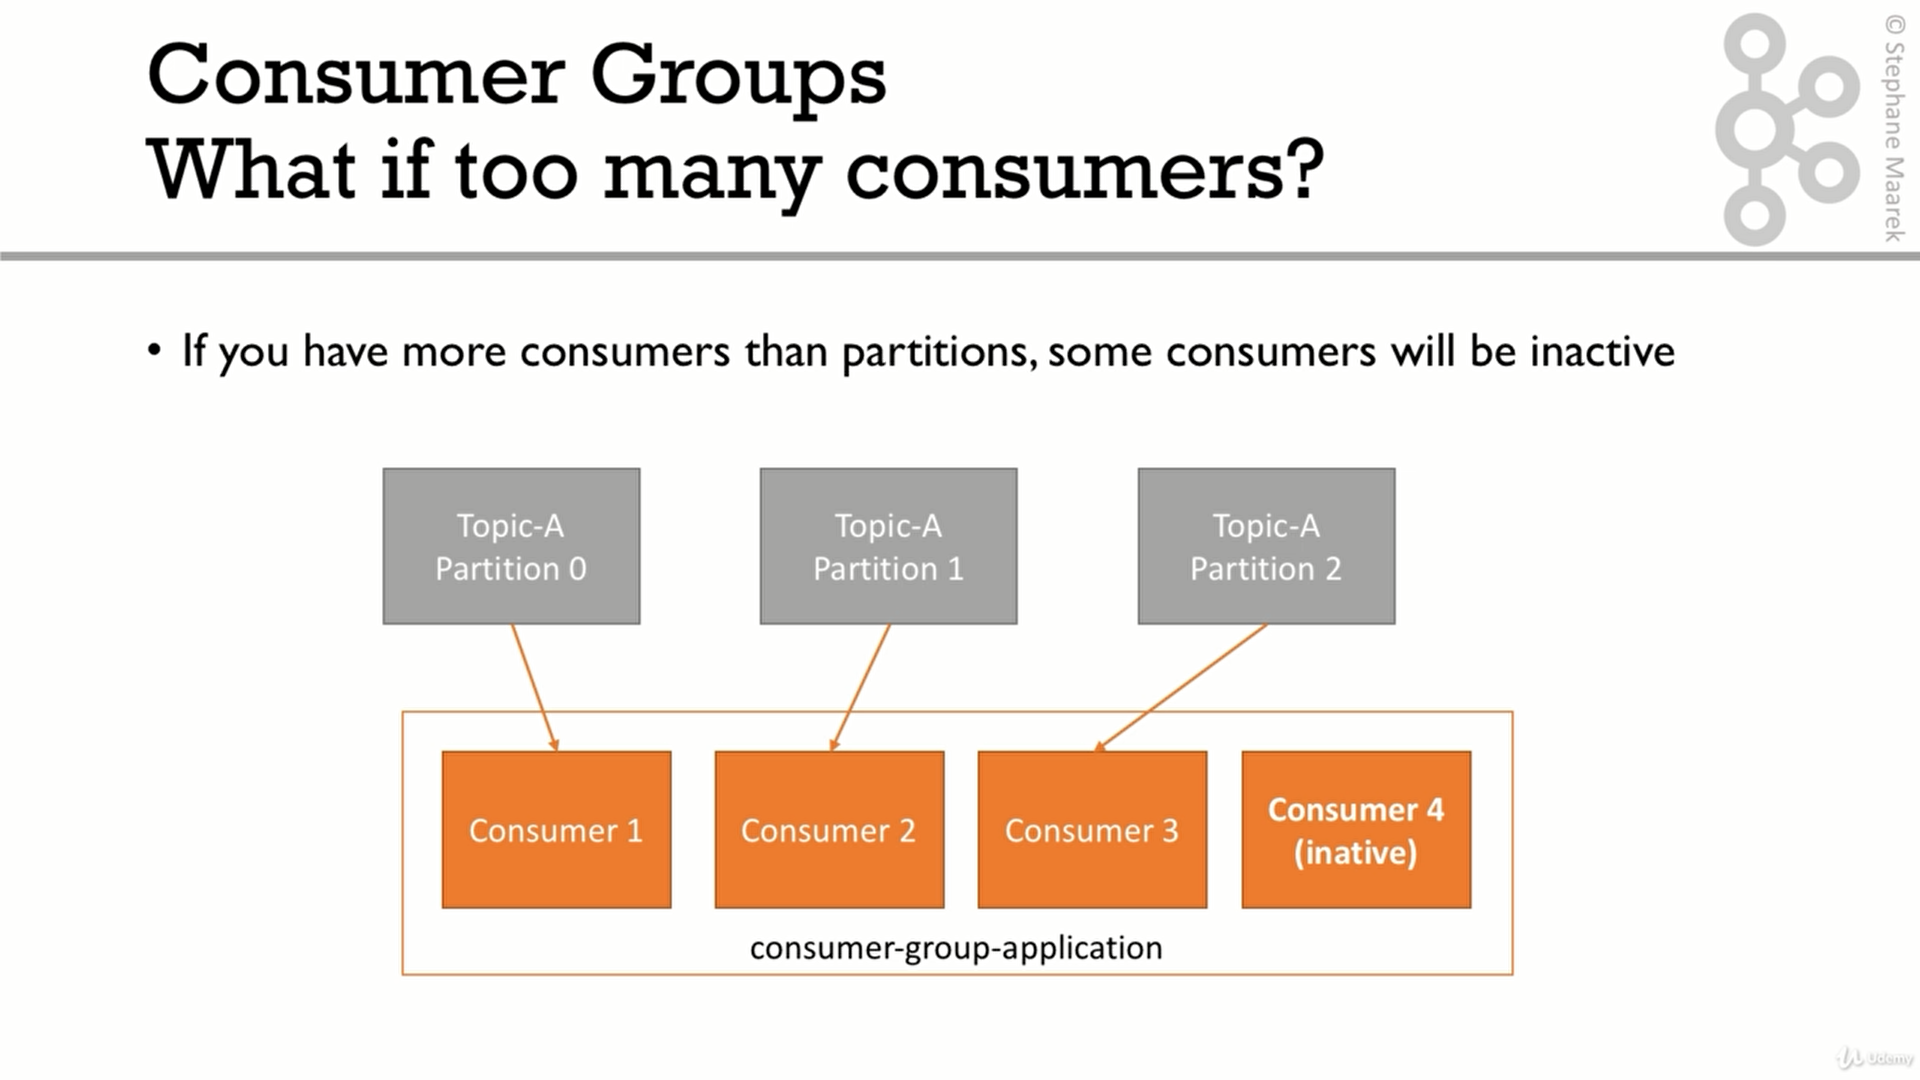 Consumer Groups
What if too many consumers?
© Stephane Maarek
• If you have more consumers than partitions, some consumers will be inactive
Topic-A
Partition 0
Topic-A
Partition 1
Topic-A
Partition 2
Consumer 1
Consumer 2
Consumer 3
Consumer 4
(inative)
consumer-group-application
Udemy